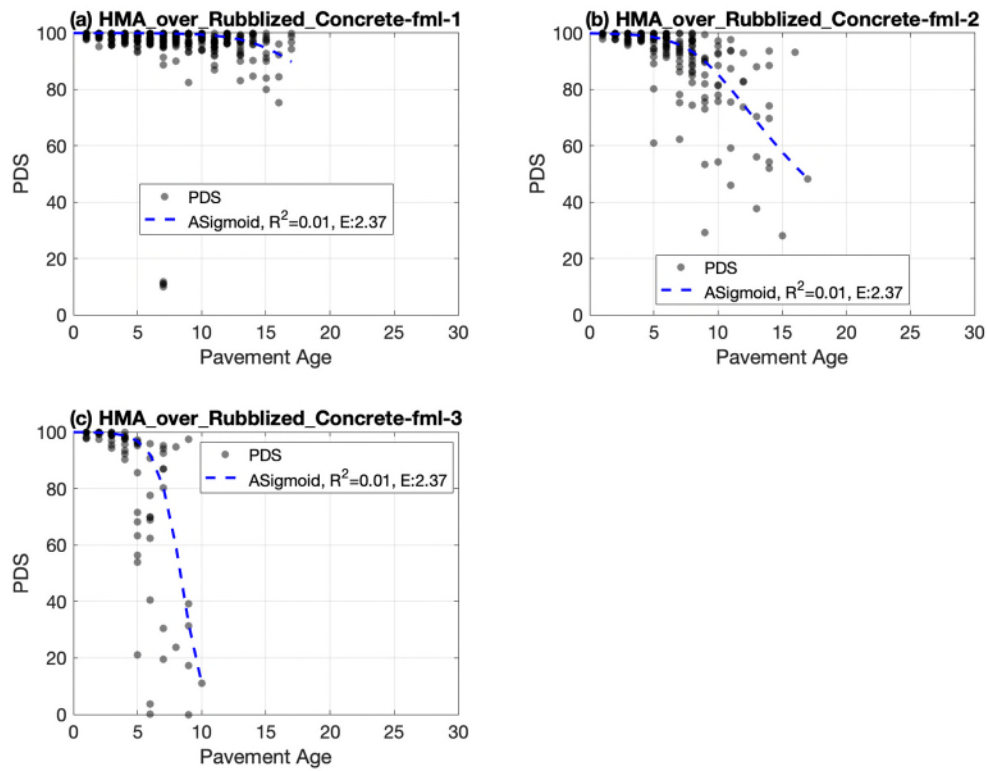 (a) HMA_over_Rubblized_Concrete-fml-1
100
80
60
40
20
0
PDS
PDS
ASigmoid, R²=0.01, E:2.37
0 5 10 15 20 25 30
Pavement Age
(b) HMA_over_Rubblized_Concrete-fml-2
100
80
60
40
20
0
PDS
PDS
ASigmoid, R²=0.01, E:2.37
0 5 10 15 20 25 30
Pavement Age
(c) HMA_over_Rubblized_Concrete-fml-3
100
80
60
40
20
0
PDS
PDS
ASigmoid, R²=0.01, E:2.37
0 5 10 15 20 25 30
Pavement Age